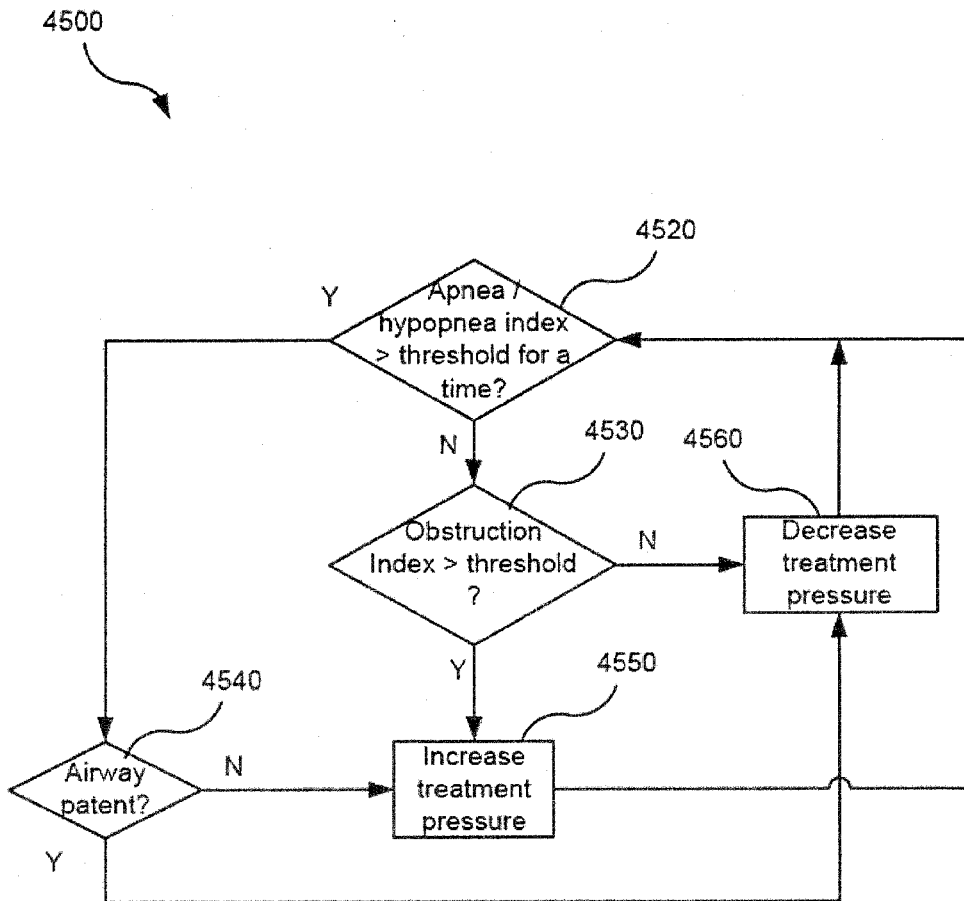 4500
4520
Y
Apnea /
hypopnea index
> threshold for a
time?
N
4530
4560
Obstruction
Index > threshold
?
N
Decrease
treatment
pressure
Y
4550
4540
Airway
patent?
N
Increase
treatment
pressure
Y